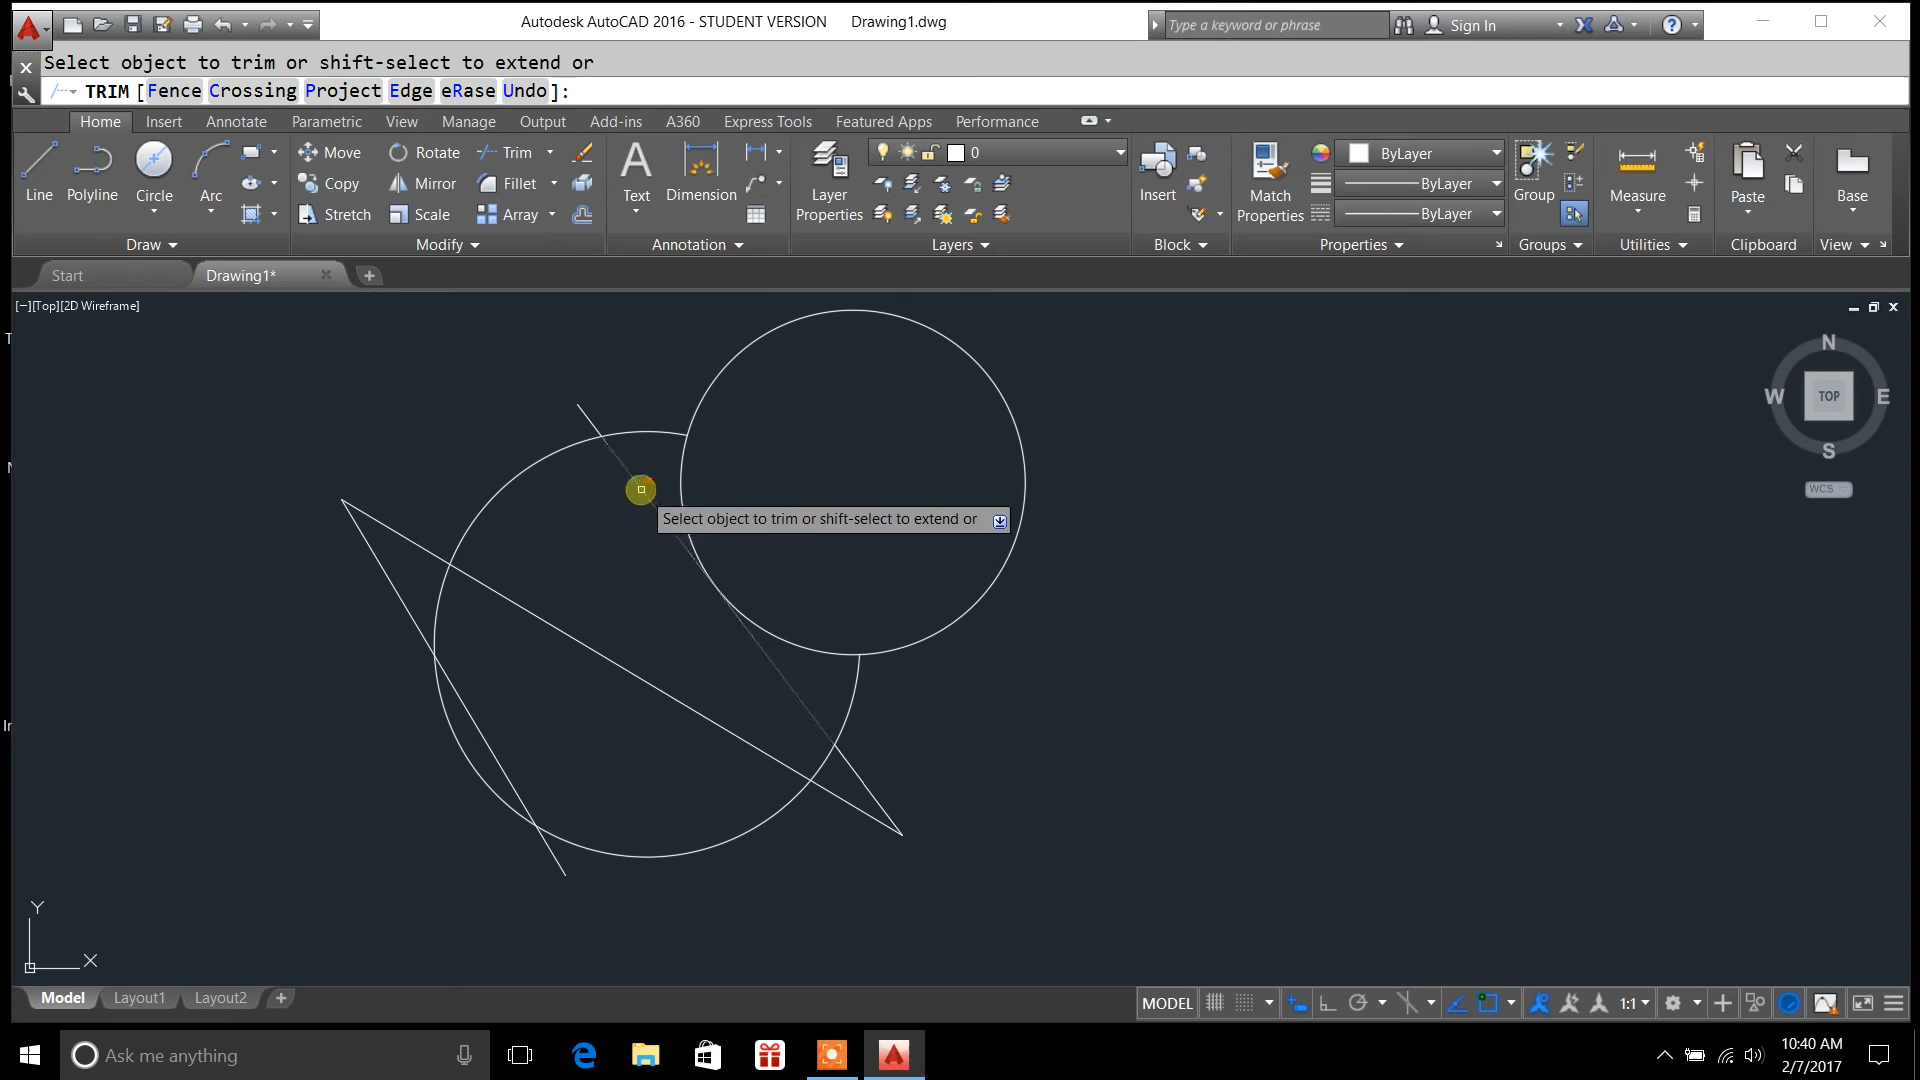 Autodesk AutoCAD 2016 - STUDENT VERSION Drawing1.dwg
Type a keyword or phrase
Sign In
Select object to trim or shift-select to extend or
TRIM [Fence Crossing Project Edge eRase Undo]:
Home Insert Annotate Parametric View Manage Output Add-ins A360 Express Tools Featured Apps Performance
Line Polyline Circle Arc
Draw
Move Rotate Trim
Copy Mirror Fillet
Stretch Scale Array
Modify
Text Dimension
Annotation
Layer Properties
0
Layers
Insert
Block
Match Properties
ByLayer
ByLayer
ByLayer
Properties
Group
Groups
Measure
Utilities
Paste
Clipboard
Base
View
Start Drawing1*
[−][Top][2D Wireframe]
N
W TOP E
S
WCS
Select object to trim or shift-select to extend or
Y
X
Model Layout1 Layout2
MODEL 1:1
Ask me anything
10:40 AM
2/7/2017